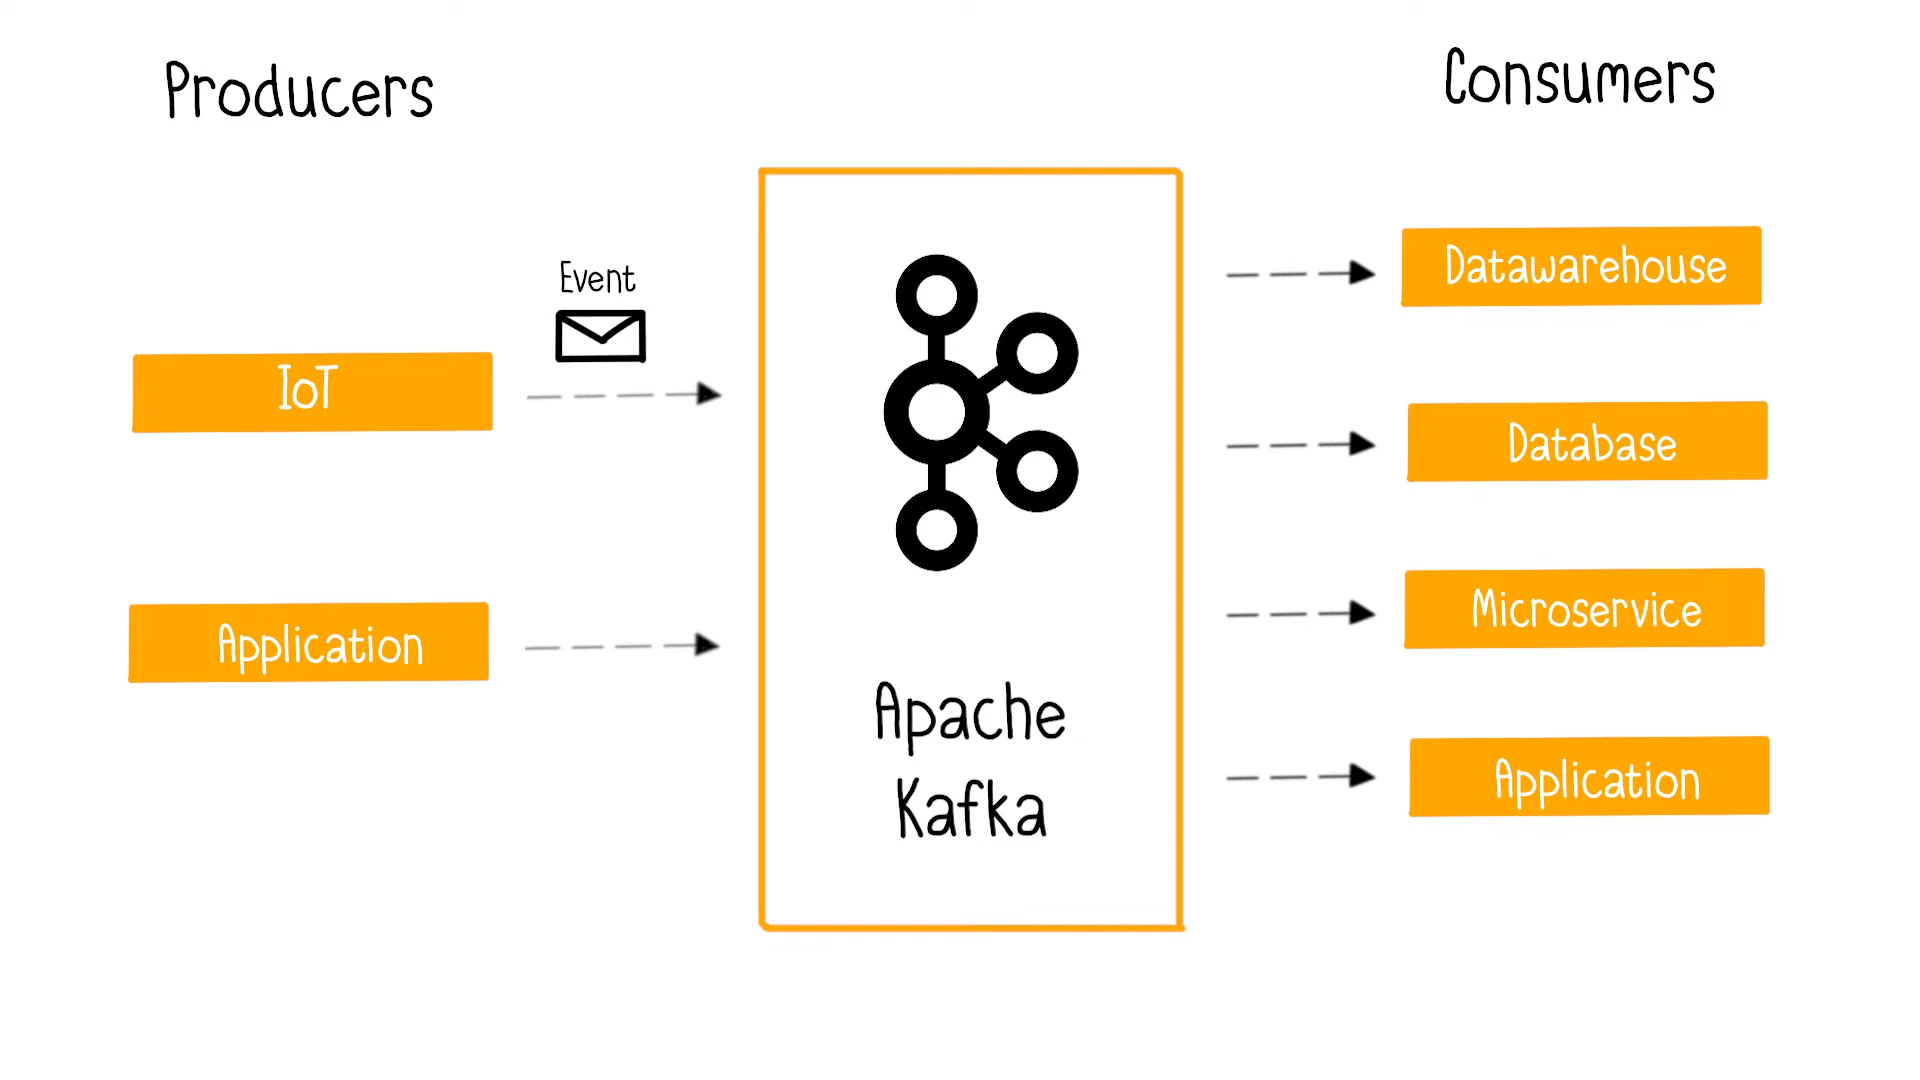 Producers
Consumers
Event
IoT
Application
Apache
Kafka
Datawarehouse
Database
Microservice
Application